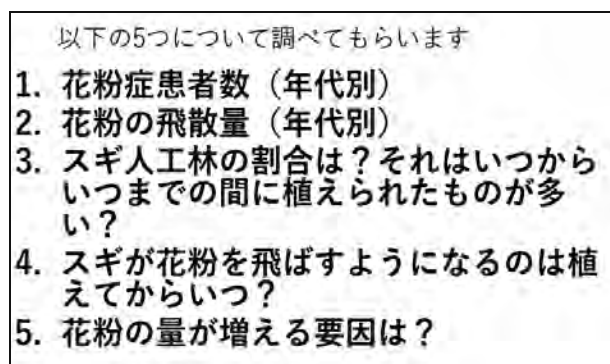 以下の5つについて調べてもらいます
1. 花粉症患者数（年代別）
2. 花粉の飛散量（年代別）
3. スギ人工林の割合は？それはいつから
いつまでの間に植えられたものが多
い？
4. スギが花粉を飛ばすようになるのは植
えてからいつ？
5. 花粉の量が増える要因は？